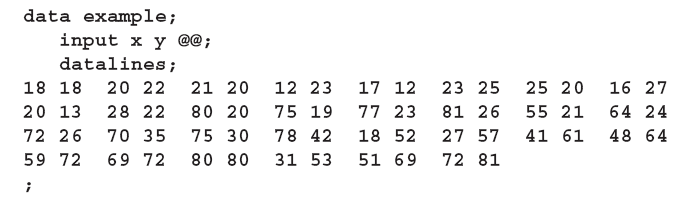 data example;
input x y @@;
datalines;
18 18 20 22 21 20 12 23 17 12 23 25 25 20 16 27
20 13 28 22 80 20 75 19 77 23 81 26 55 21 64 24
72 26 70 35 75 30 78 42 18 52 27 57 41 61 48 64
59 72 69 72 80 80 31 53 51 69 72 81
;